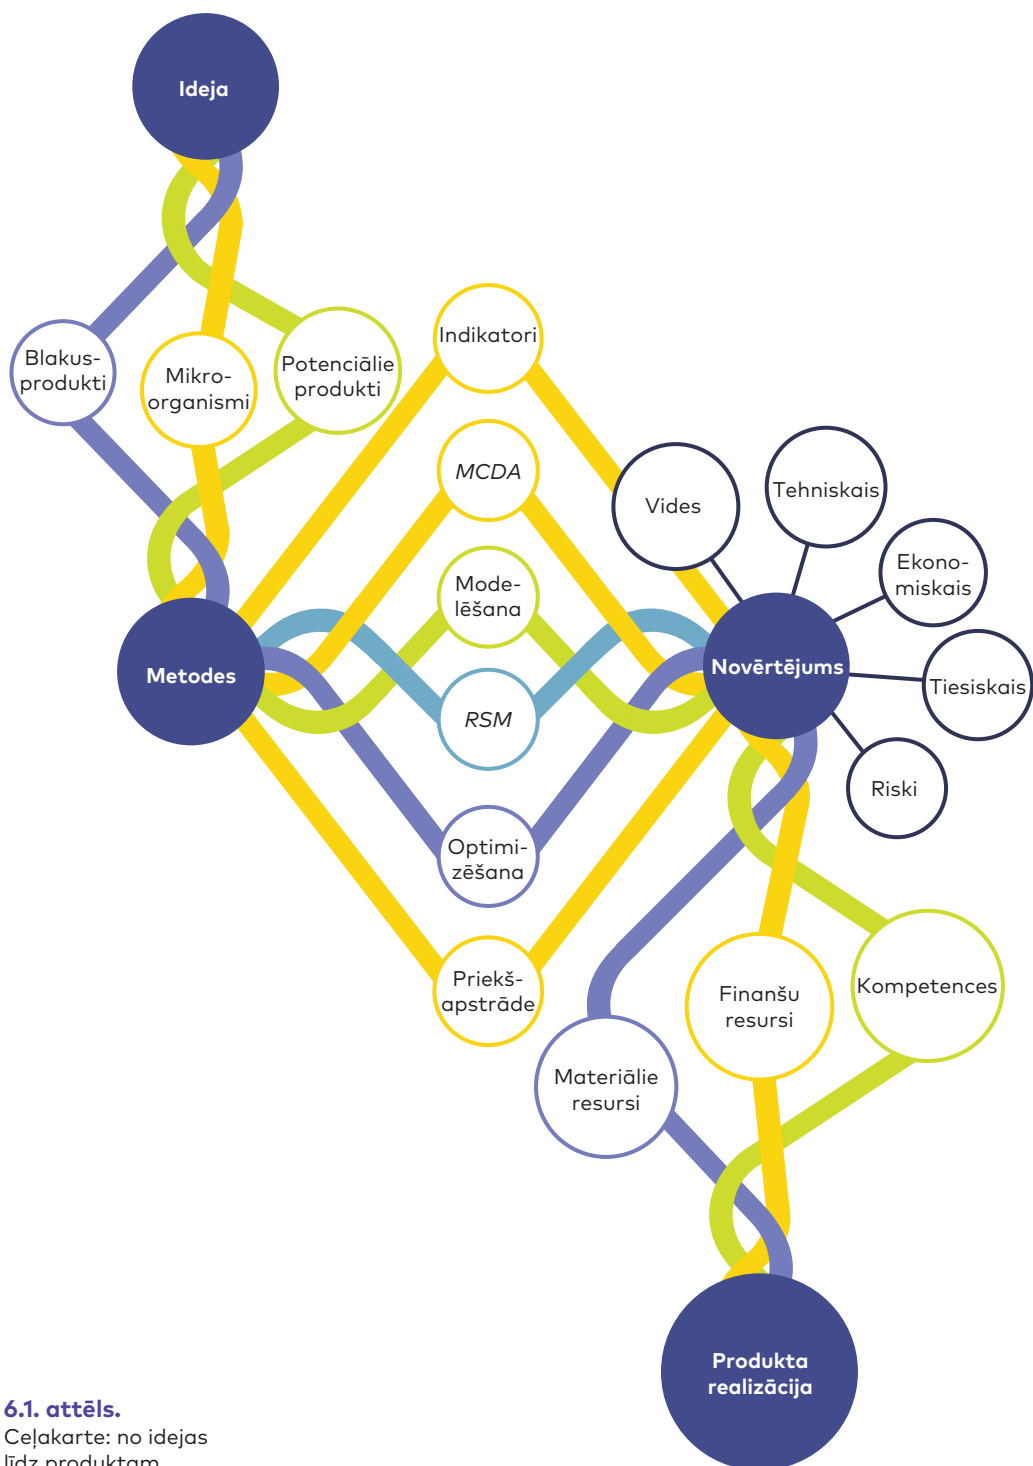 Ideja
Blakus-
produkti
Mikro-
organismi
Potenciālie
produkti
Metodes
Indikatori
MCDA
Mode-
lēšana
RSM
Optimi-
zēšana
Priekš-
apstrāde
Vides
Tehniskais
Ekono-
miskais
Tiesiskais
Riski
Novērtējums
Materiālie
resursi
Finanšu
resursi
Kompetences
Produkta
realizācija
6.1. attēls.
Ceļakarte: no idejas
līdz produktam